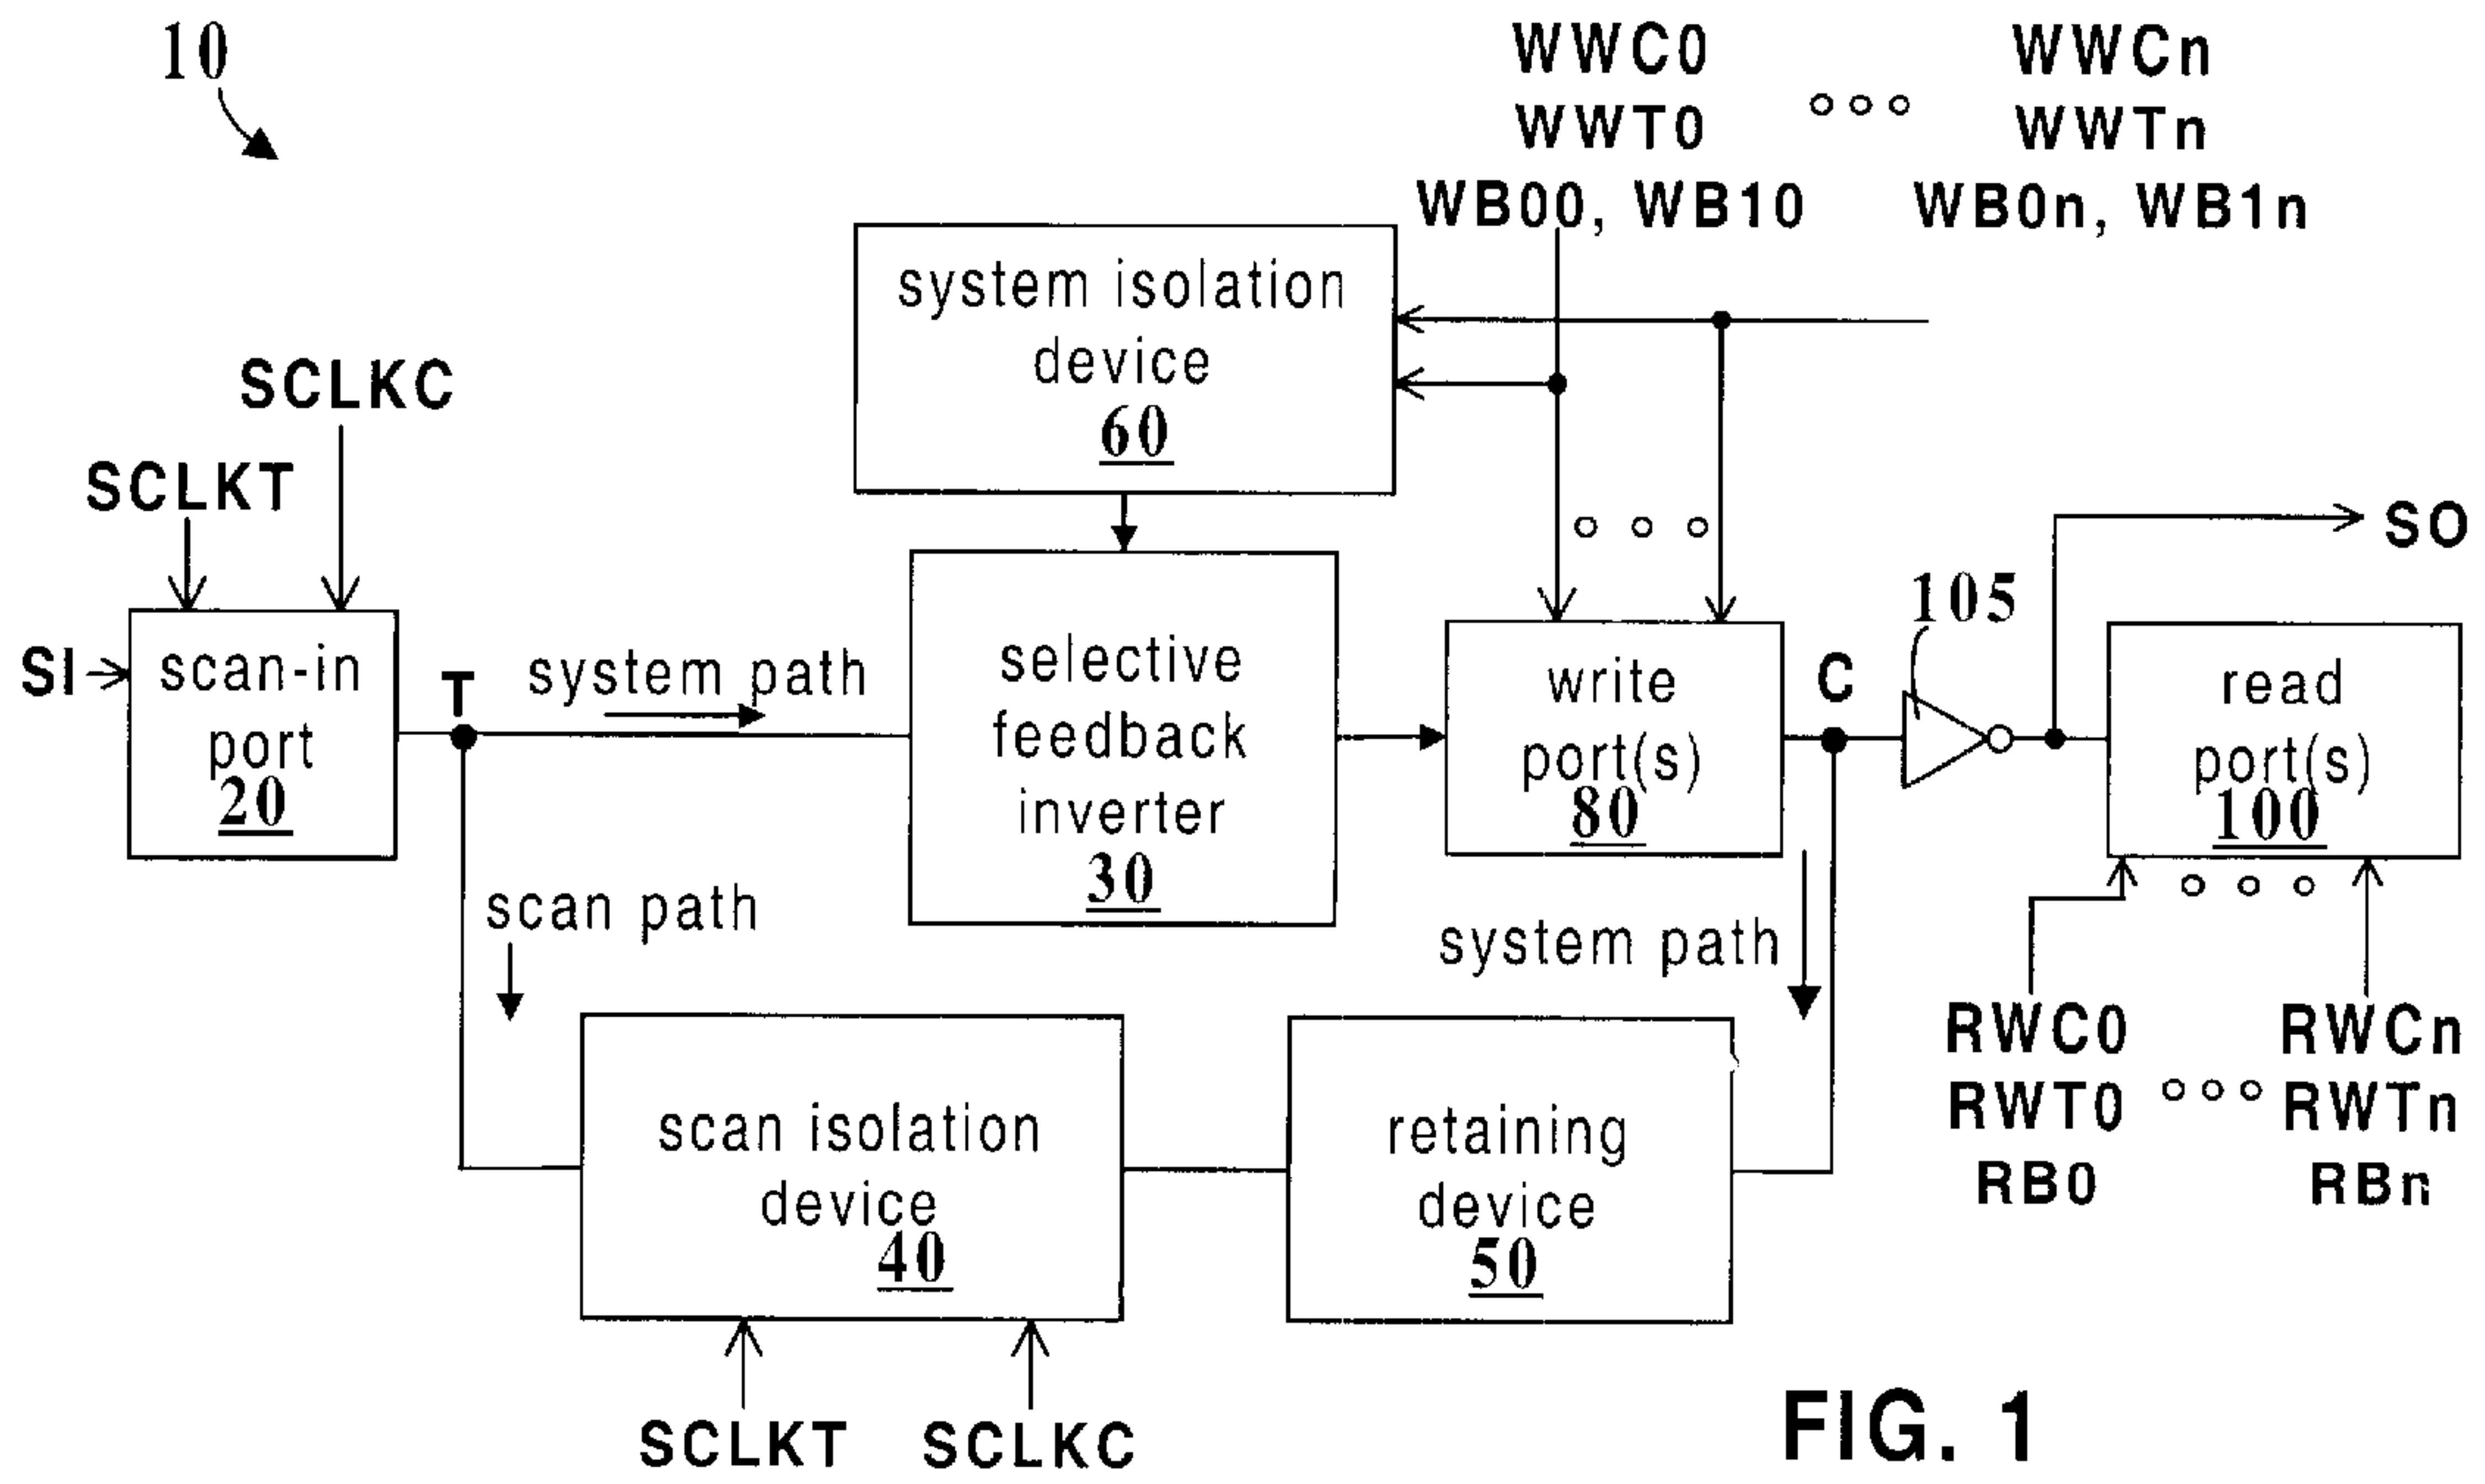 10
WWC0 WWCn
WWT0 WWTn
WB00, WB10 WB0n, WB1n
system isolation
device
60
SCLKC
SCLKT
SI
scan-in
port
20
T
system path
selective
feedback
inverter
30
write
port(s)
80
C
105
SO
read
port(s)
100
scan path
system path
scan isolation
device
40
retaining
device
50
RWC0 RWCn
RWT0 RWTn
RB0 RBn
SCLKT SCLKC
FIG. 1